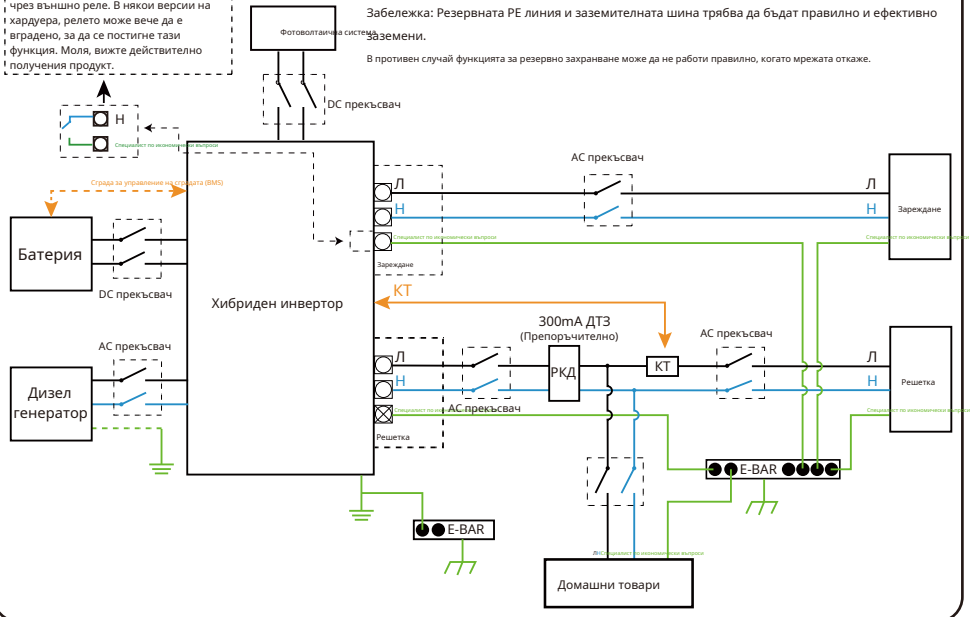 чрез външно реле. В някои версии на
хардуера, релето може вече да е
вградено, за да се постигне тази
функция. Моля, вижте действително
получения продукт.
Забележка: Резервната PE линия и заземителната шина трябва да бъдат правилно и ефективно
заземени.
В противен случай функцията за резервно захранване може да не работи правилно, когато мрежата откаже.
Фотоволтаична система
DC прекъсвач
Н
Специалист по икономически въпроси
Сграда за управление на сградата (BMS)
АС прекъсвач
Л
Н
Специалист по икономически въпроси
Зареждане
Л
Н
Специалист по икономически въпроси
Зареждане
Батерия
DC прекъсвач
Хибриден инвертор
КТ
300mA ДТЗ
(Препоръчително)
АС прекъсвач
АС прекъсвач
Л
Н
Специалист по икономически въпроси
АС прекъсвач
РКД
КТ
Л
Н
Специалист по икономически въпроси
Решетка
Решетка
Дизел
генератор
E-BAR
E-BAR
ЛНСпециалист по икономически въпроси
Домашни товари